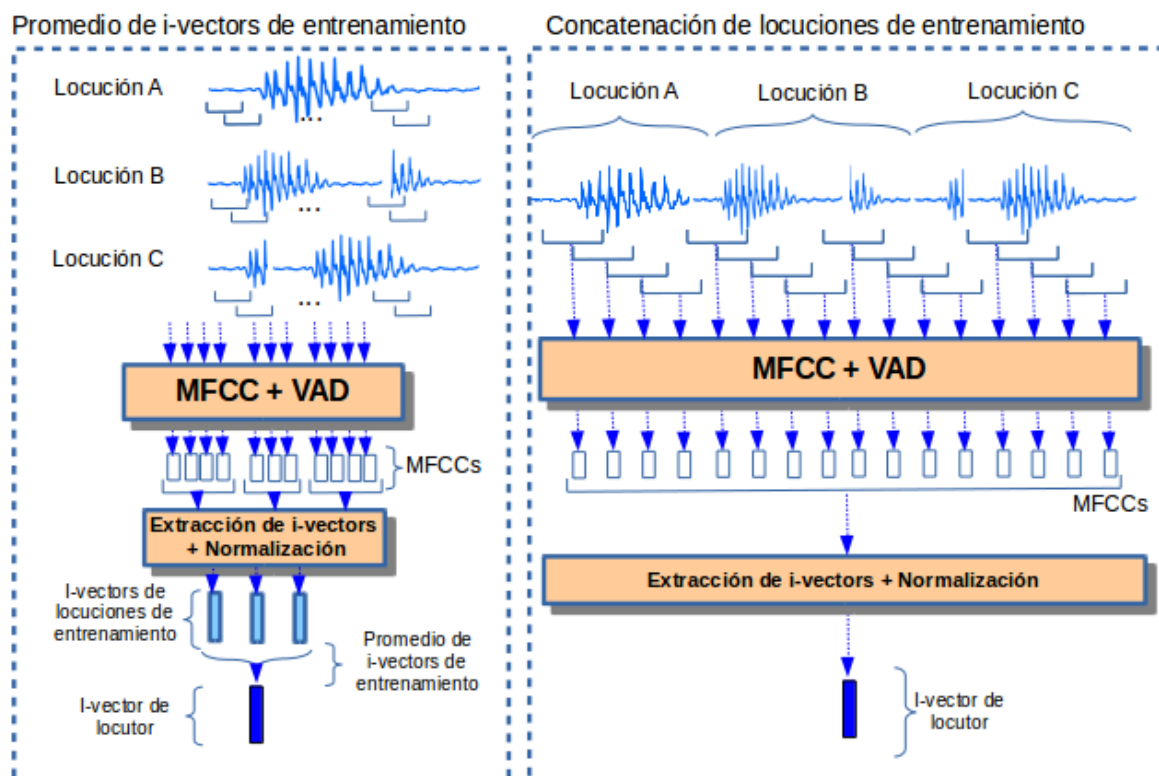 Promedio de i-vectors de entrenamiento
Locución A
...
Locución B
...
Locución C
...
MFCC + VAD
MFCCs
Extracción de i-vectors
+ Normalización
I-vectors de
locuciones de
entrenamiento
Promedio de
i-vectors de
entrenamiento
I-vector de
locutor
Concatenación de locuciones de entrenamiento
Locución A
Locución B
Locución C
MFCC + VAD
MFCCs
Extracción de i-vectors + Normalización
I-vector de
locutor